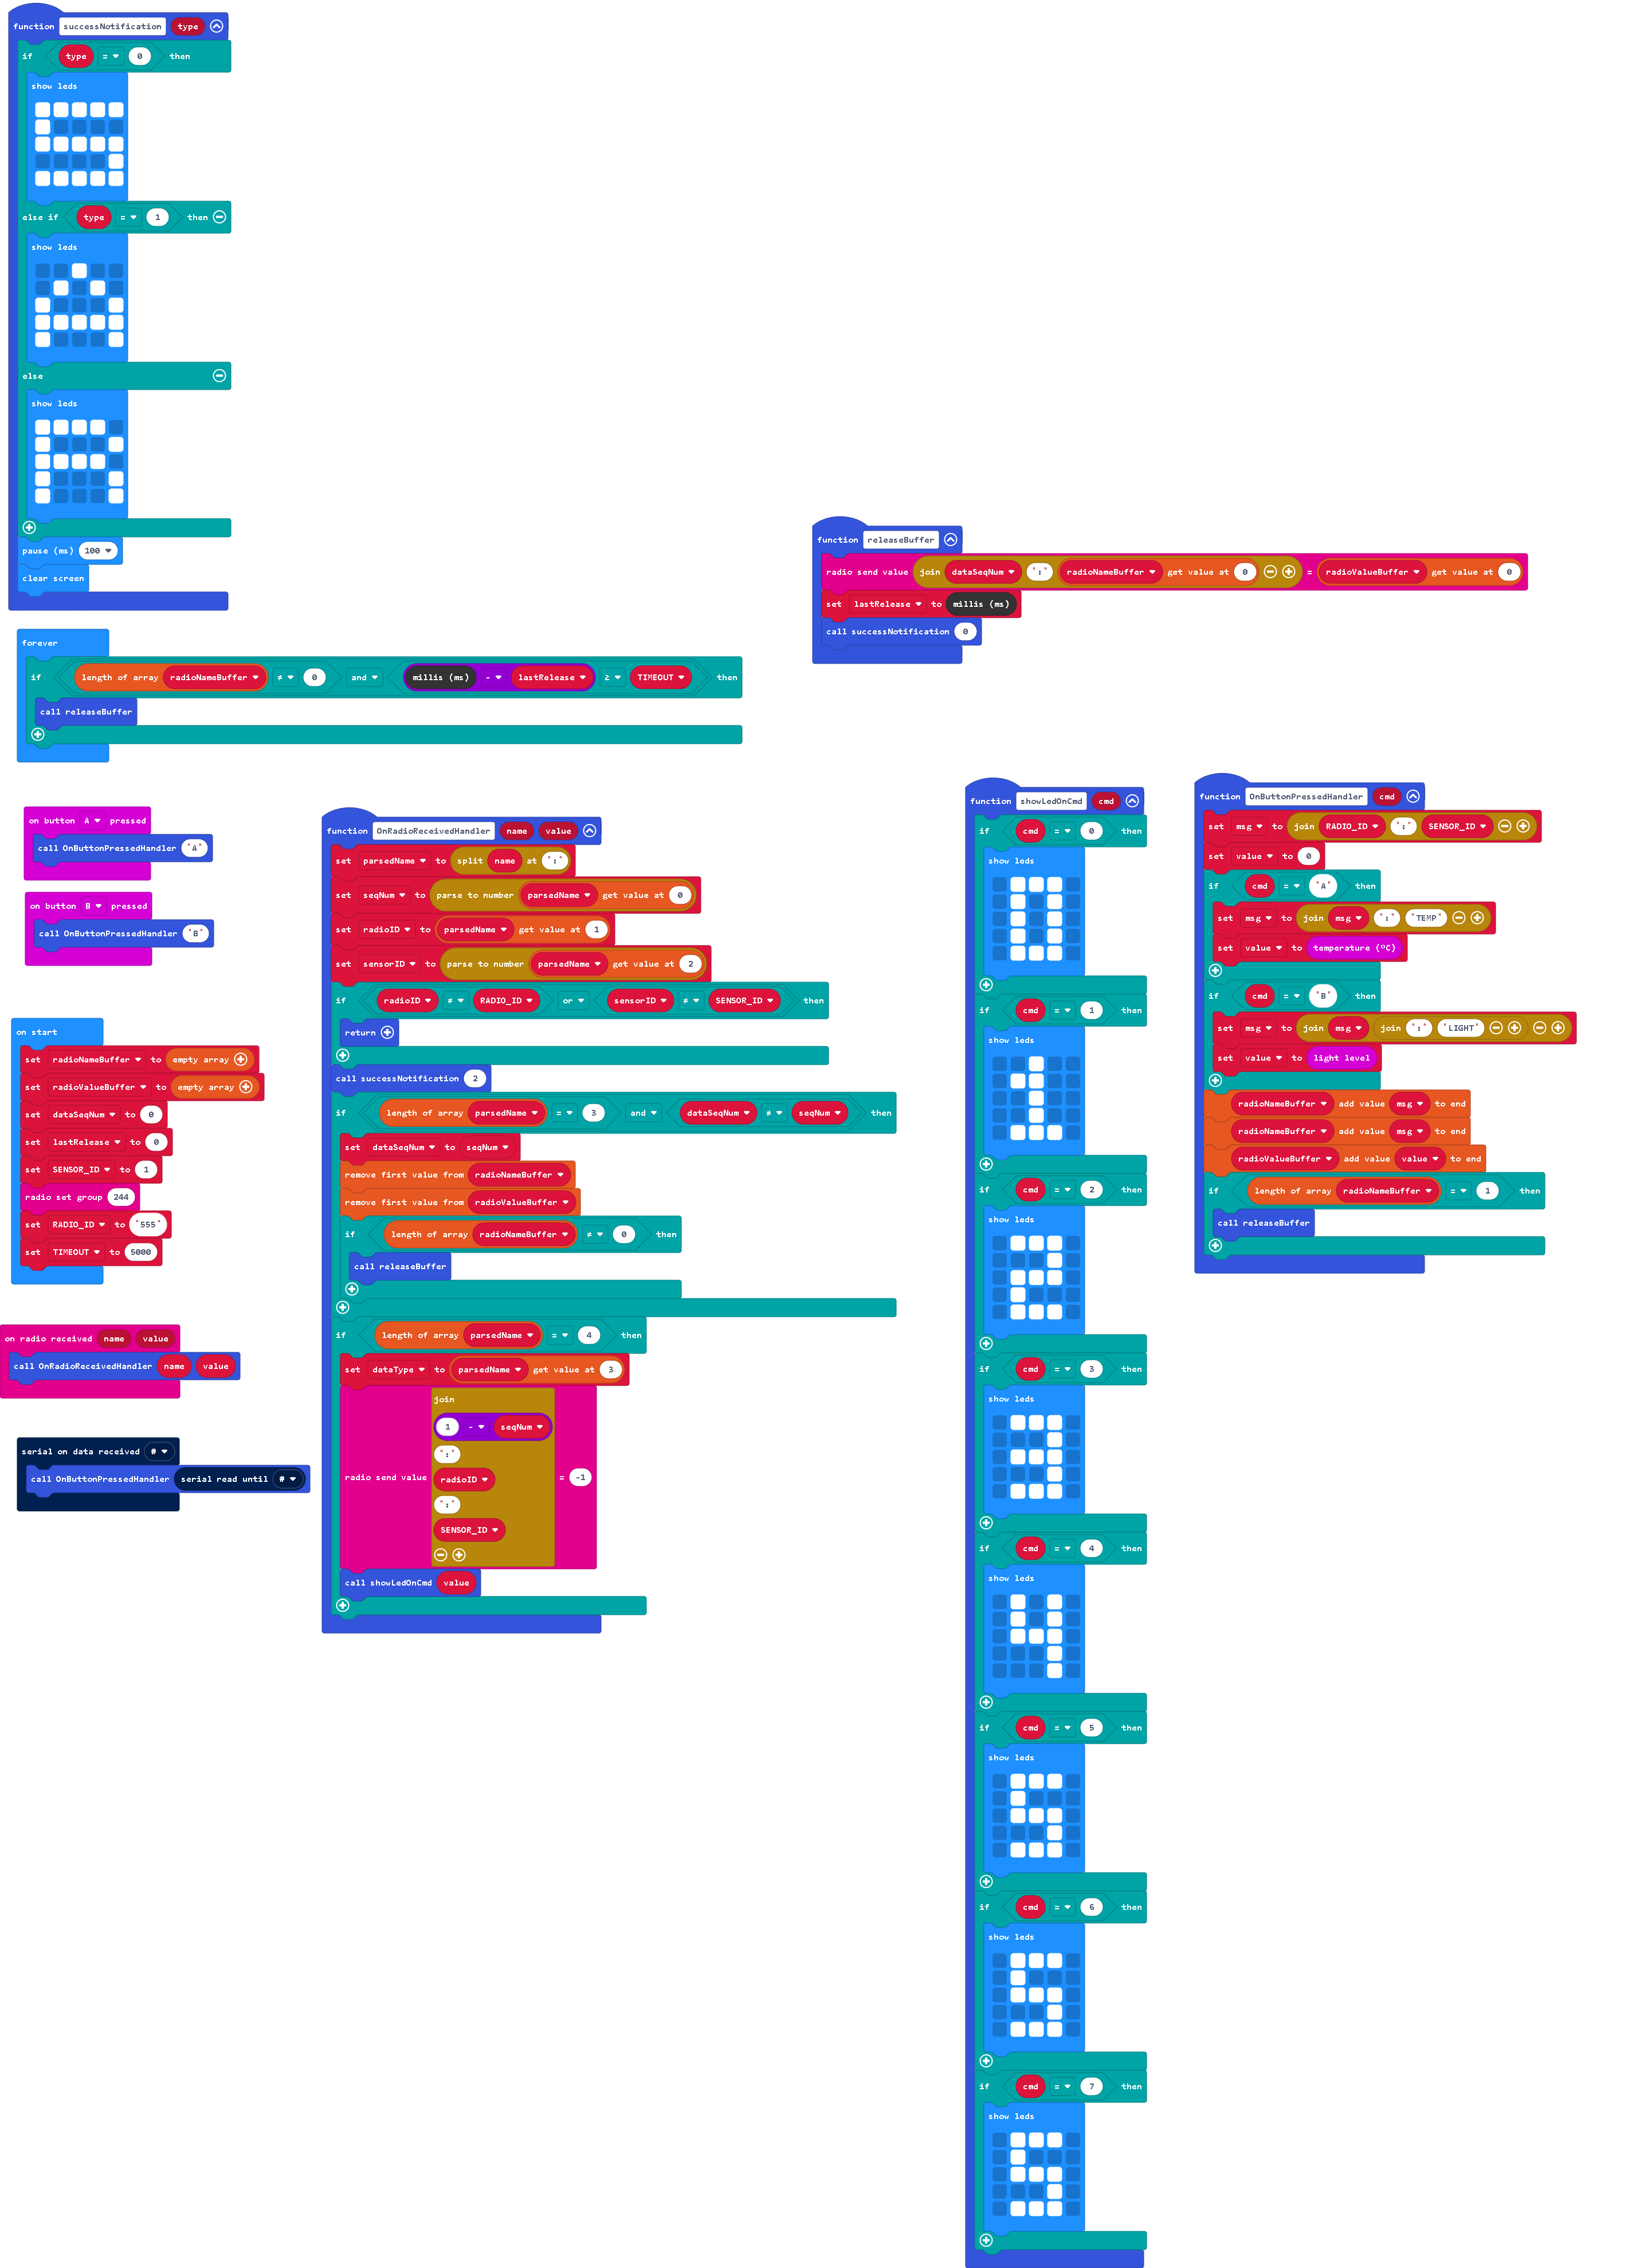 function successNotification type
if type = 0 then
show leds
else if type = 1 then
show leds
else
show leds
pause (ms) 100
clear screen
function releaseBuffer
radio send value join dataSeqNum ":" radioNameBuffer get value at 0 = radioValueBuffer get value at 0
set lastRelease to millis (ms)
call successNotification 0
forever
if length of array radioNameBuffer ≠ 0 and millis (ms) - lastRelease ≥ TIMEOUT then
call releaseBuffer
on button A pressed
call OnButtonPressedHandler "A"
on button B pressed
call OnButtonPressedHandler "B"
on start
set radioNameBuffer to empty array
set radioValueBuffer to empty array
set dataSeqNum to 0
set lastRelease to 0
set SENSOR_ID to 1
radio set group 244
set RADIO_ID to "555"
set TIMEOUT to 5000
on radio received name value
call OnRadioReceivedHandler name value
serial on data received #
call OnButtonPressedHandler serial read until #
function OnRadioReceivedHandler name value
set parsedName to split name at ":"
set seqNum to parse to number parsedName get value at 0
set radioID to parsedName get value at 1
set sensorID to parse to number parsedName get value at 2
if radioID ≠ RADIO_ID or sensorID ≠ SENSOR_ID then
return
call successNotification 2
if length of array parsedName = 3 and dataSeqNum ≠ seqNum then
set dataSeqNum to seqNum
remove first value from radioNameBuffer
remove first value from radioValueBuffer
if length of array radioNameBuffer ≠ 0 then
call releaseBuffer
if length of array parsedName = 4 then
set dataType to parsedName get value at 3
join
1 - seqNum
":"
radioID
radio send value = -1
":"
SENSOR_ID
call showLedOnCmd value
function showLedOnCmd cmd
if cmd = 0 then
show leds
if cmd = 1 then
show leds
if cmd = 2 then
show leds
if cmd = 3 then
show leds
if cmd = 4 then
show leds
if cmd = 5 then
show leds
if cmd = 6 then
show leds
if cmd = 7 then
show leds
function OnButtonPressedHandler cmd
set msg to join RADIO_ID ":" SENSOR_ID
set value to 0
if cmd = "A" then
set msg to join msg ":" "TEMP"
set value to temperature (°C)
if cmd = "B" then
set msg to join msg join ":" "LIGHT"
set value to light level
radioNameBuffer add value msg to end
radioNameBuffer add value msg to end
radioValueBuffer add value value to end
if length of array radioNameBuffer = 1 then
call releaseBuffer